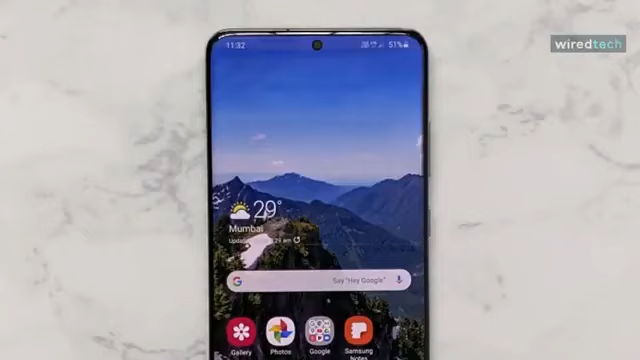 11:32
51%
wiredtech
29°
Mumbai
Say "Hey Google"
Gallery
Photos
Google
Samsung
Notes